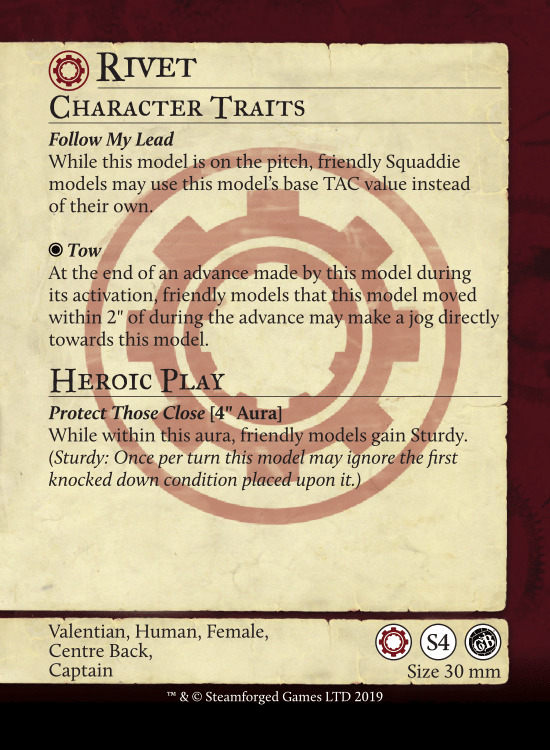 Rivet
Character Traits
Follow My Lead
While this model is on the pitch, friendly Squaddie
models may use this model's base TAC value instead
of their own.
Tow
At the end of an advance made by this model during
its activation, friendly models that this model moved
within 2" of during the advance may make a jog directly
towards this model.
Heroic Play
Protect Those Close [4" Aura]
While within this aura, friendly models gain Sturdy.
(Sturdy: Once per turn this model may ignore the first
knocked down condition placed upon it.)
Valentian, Human, Female,
Centre Back,
Captain
S4 GB
Size 30 mm
™ & © Steamforged Games LTD 2019